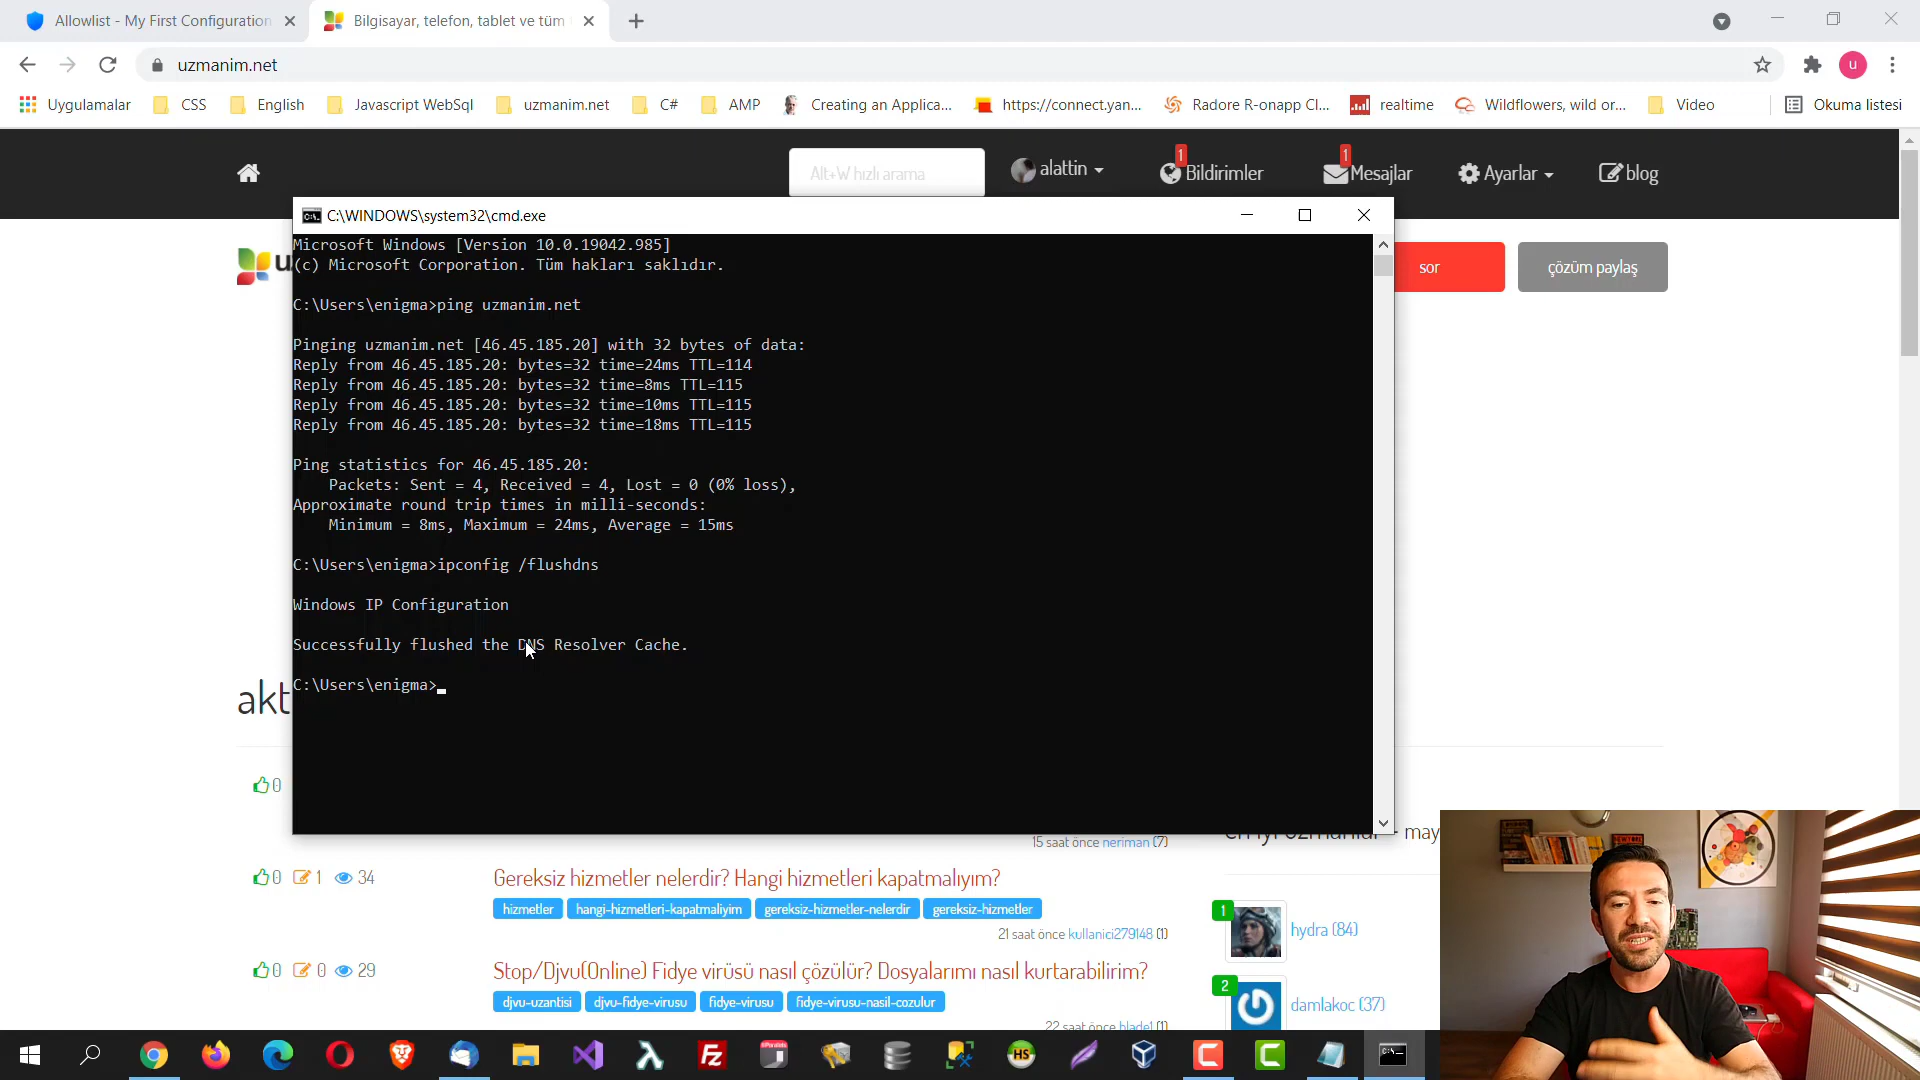 Allowlist - My First Configuration
Bilgisayar, telefon, tablet ve tüm
uzmanim.net
u
Uygulamalar
CSS
English
Javascript WebSql
uzmanim.net
C#
AMP
Creating an Applica...
https://connect.yan...
Radore R-onapp Cl...
realtime
Wildflowers, wild or...
Video
Okuma listesi
Alt+W hızlı arama
alattin
1
Bildirimler
1
Mesajlar
Ayarlar
blog
C:\WINDOWS\system32\cmd.exe
Microsoft Windows [Version 10.0.19042.985]
(c) Microsoft Corporation. Tüm hakları saklıdır.
C:\Users\enigma>ping uzmanim.net
Pinging uzmanim.net [46.45.185.20] with 32 bytes of data:
Reply from 46.45.185.20: bytes=32 time=24ms TTL=114
Reply from 46.45.185.20: bytes=32 time=8ms TTL=115
Reply from 46.45.185.20: bytes=32 time=10ms TTL=115
Reply from 46.45.185.20: bytes=32 time=18ms TTL=115
Ping statistics for 46.45.185.20:
Packets: Sent = 4, Received = 4, Lost = 0 (0% loss),
Approximate round trip times in milli-seconds:
Minimum = 8ms, Maximum = 24ms, Average = 15ms
C:\Users\enigma>ipconfig /flushdns
Windows IP Configuration
Successfully flushed the DNS Resolver Cache.
C:\Users\enigma>
sor
çözüm paylaş
akt
0
15 saat önce neriman (7)
0 1 34
Gereksiz hizmetler nelerdir? Hangi hizmetleri kapatmalıyım?
hizmetler hangi-hizmetleri-kapatmaliyim gereksiz-hizmetler-nelerdir gereksiz-hizmetler
21 saat önce kullanici279148 (1)
0 0 29
Stop/Djvu(Online) Fidye virüsü nasıl çözülür? Dosyalarımı nasıl kurtarabilirim?
djvu-uzantisi djvu-fidye-virusu fidye-virusu fidye-virusu-nasil-cozulur
22 saat önce blade1 (1)
1
hydra (84)
2
damlakoc (37)
HS